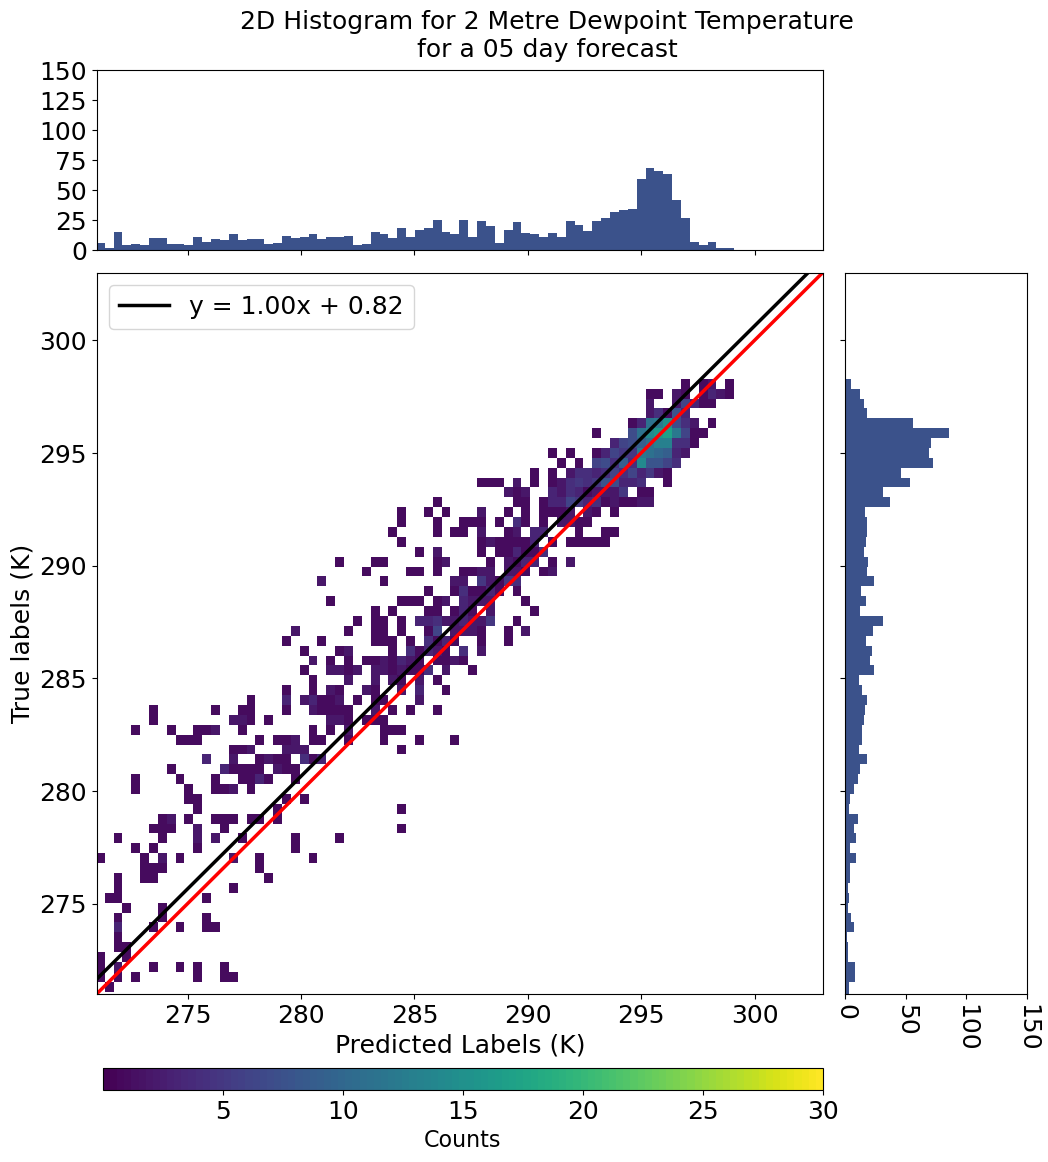 2D Histogram for 2 Metre Dewpoint Temperature
for a 05 day forecast
150
125
100
75
50
25
0
y = 1.00x + 0.82
300
295
290
285
280
275
True labels (K)
275 280 285 290 295 300
Predicted Labels (K)
0 50 100 150
5 10 15 20 25 30
Counts